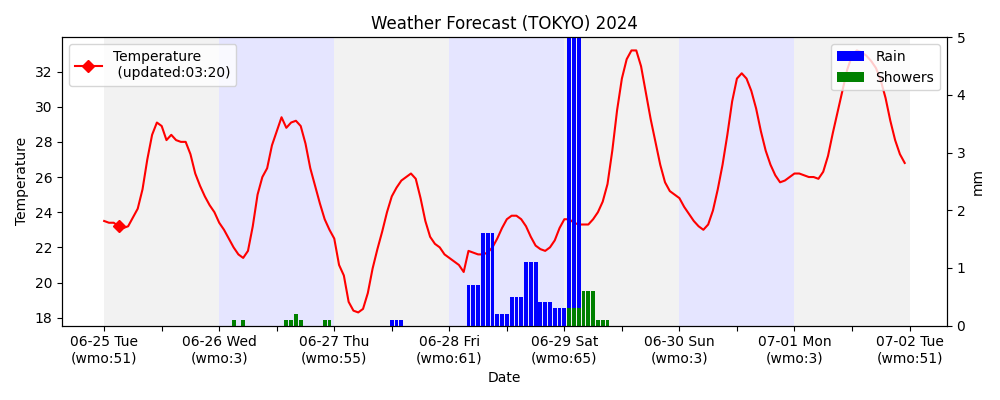 Weather Forecast (TOKYO) 2024
Temperature
(updated:03:20)
Rain
Showers
Temperature
32
30
28
26
24
22
20
18
5
4
3
2
1
0
mm
06-25 Tue
(wmo:51)
06-26 Wed
(wmo:3)
06-27 Thu
(wmo:55)
06-28 Fri
(wmo:61)
06-29 Sat
(wmo:65)
06-30 Sun
(wmo:3)
07-01 Mon
(wmo:3)
07-02 Tue
(wmo:51)
Date